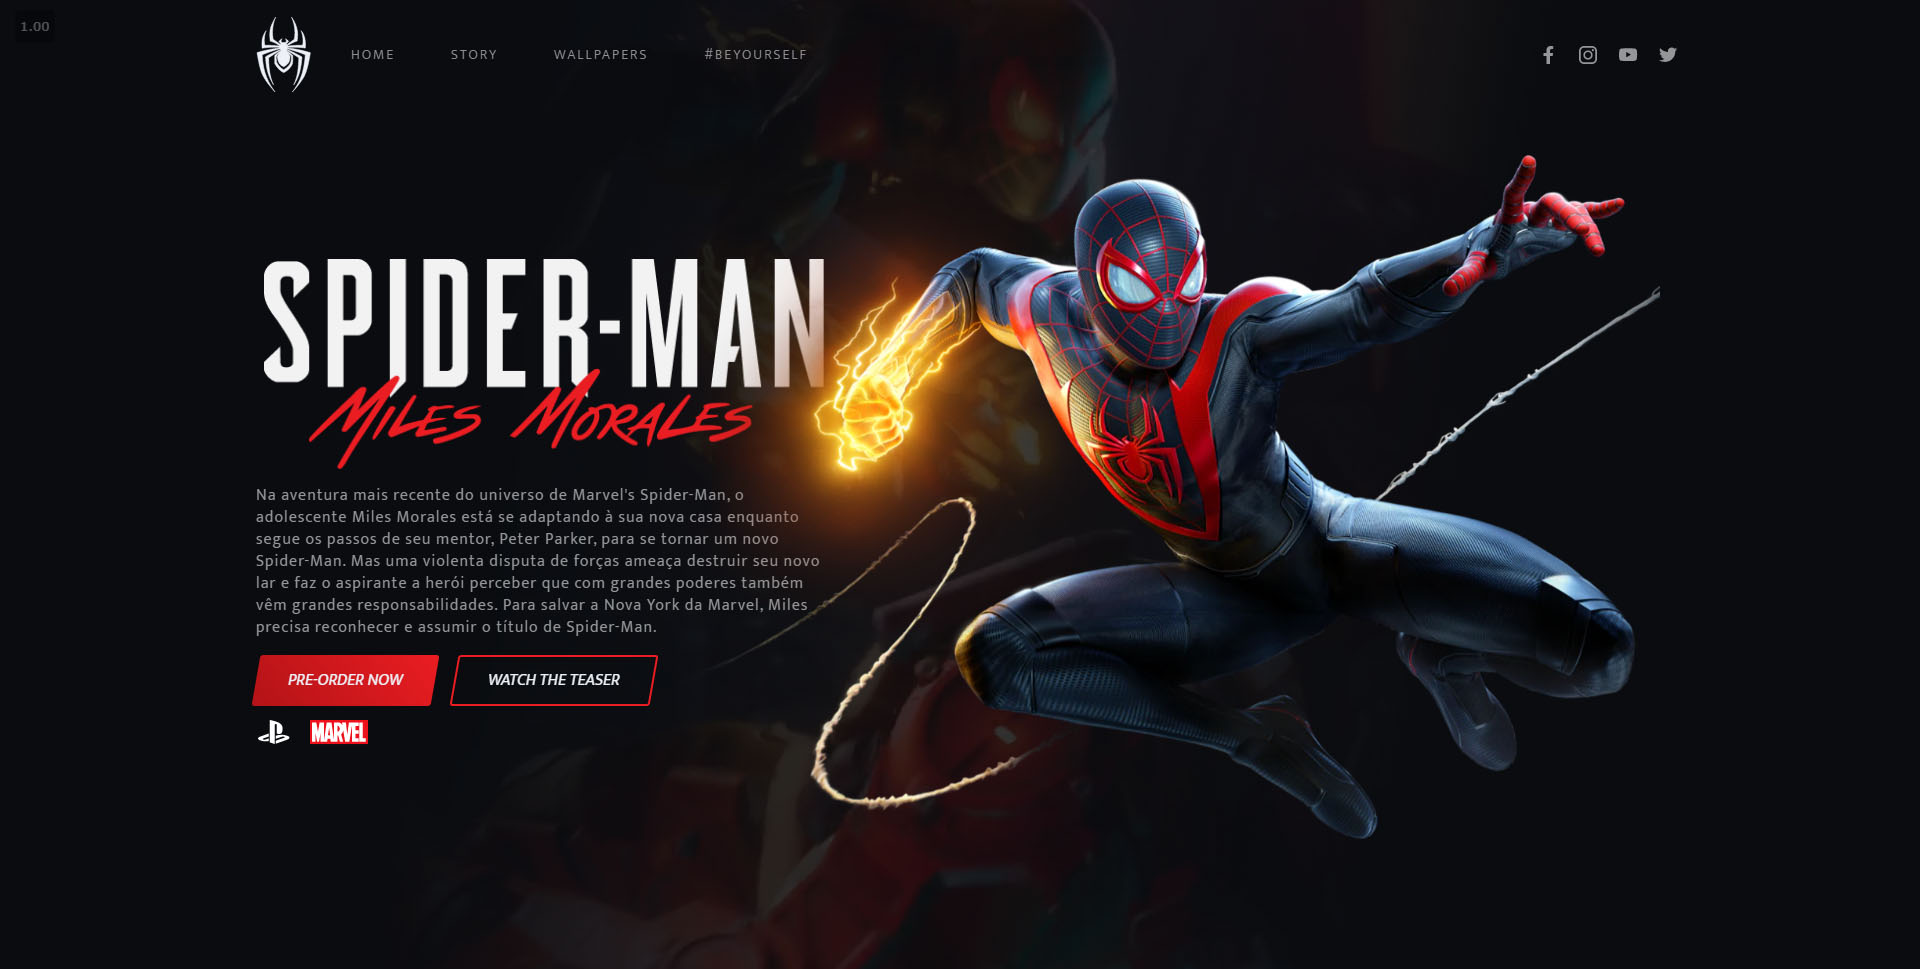 1.00
HOME STORY WALLPAPERS #BEYOURSELF
SPIDER-MAN
MILES MORALES
Na aventura mais recente do universo de Marvel's Spider-Man, o
adolescente Miles Morales está se adaptando à sua nova casa enquanto
segue os passos de seu mentor, Peter Parker, para se tornar um novo
Spider-Man. Mas uma violenta disputa de forças ameaça destruir seu novo
lar e faz o aspirante a herói perceber que com grandes poderes também
vêm grandes responsabilidades. Para salvar a Nova York da Marvel, Miles
precisa reconhecer e assumir o título de Spider-Man.
PRE-ORDER NOW WATCH THE TEASER
MARVEL